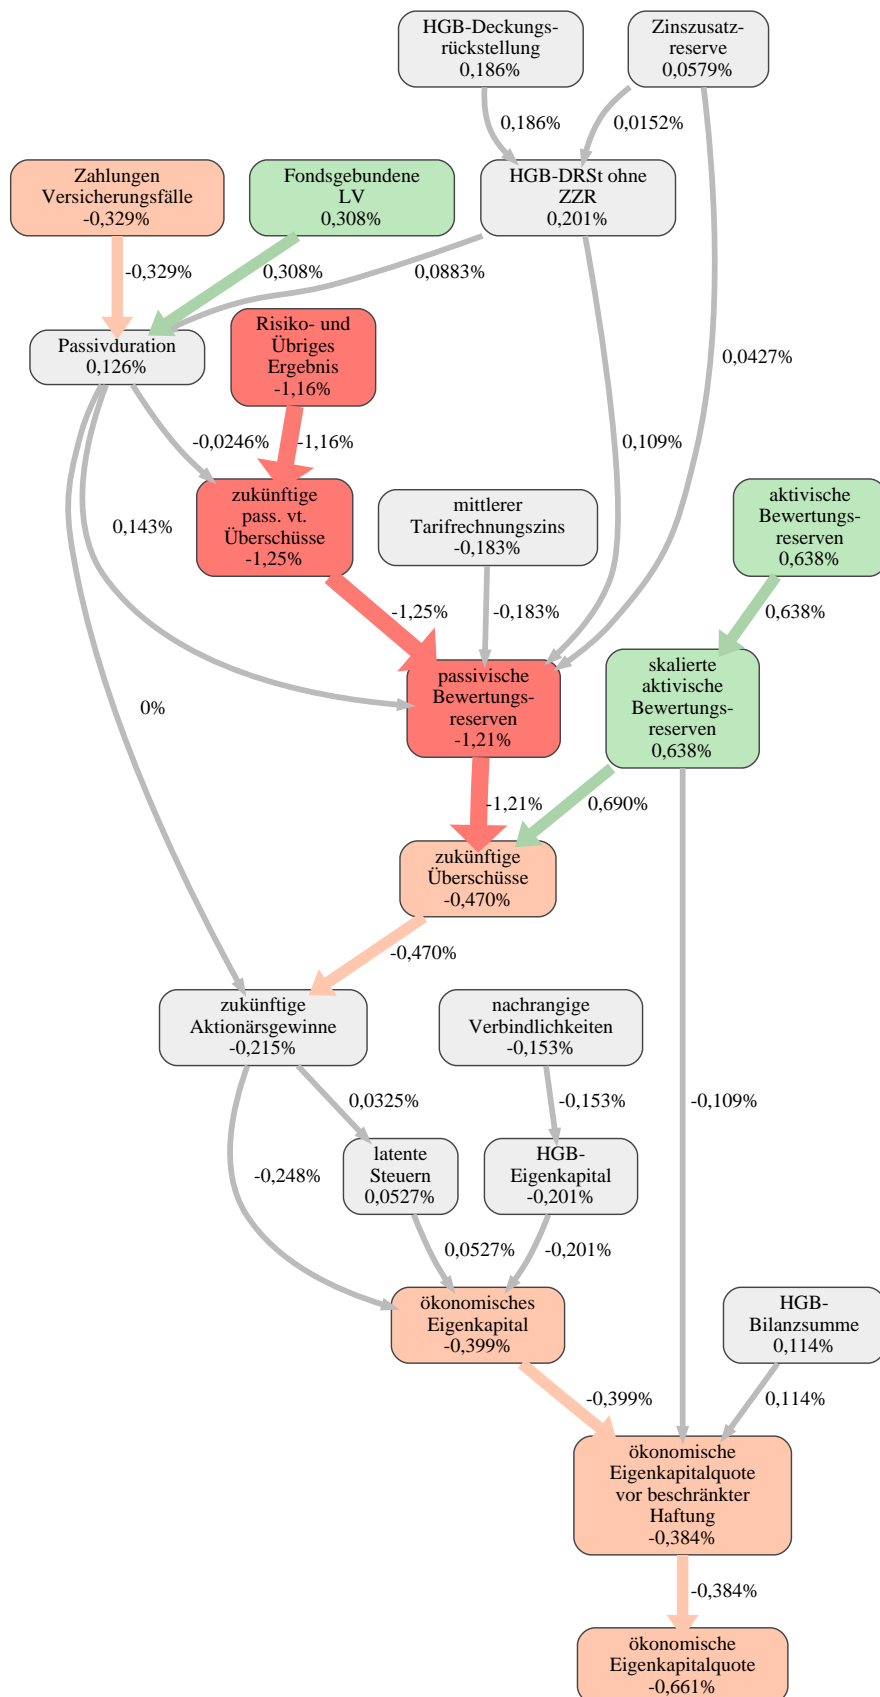 HGB-Deckungs-
rückstellung
0,186%
Zinszusatz-
reserve
0,0579%
0,186%
0,0152%
Zahlungen
Versicherungsfälle
-0,329%
Fondsgebundene
LV
0,308%
HGB-DRSt ohne
ZZR
0,201%
-0,329%
0,308%
0,0883%
Passivduration
0,126%
Risiko- und
Übriges
Ergebnis
-1,16%
0,0427%
-0,0246%
-1,16%
0,109%
0,143%
zukünftige
pass. vt.
Überschüsse
-1,25%
mittlerer
Tarifrechnungszins
-0,183%
aktivische
Bewertungs-
reserven
0,638%
-1,25%
-0,183%
0,638%
0%
passivische
Bewertungs-
reserven
-1,21%
skalierte
aktivische
Bewertungs-
reserven
0,638%
-1,21%
0,690%
zukünftige
Überschüsse
-0,470%
-0,470%
zukünftige
Aktionärsgewinne
-0,215%
nachrangige
Verbindlichkeiten
-0,153%
0,0325%
-0,153%
-0,109%
-0,248%
latente
Steuern
0,0527%
HGB-
Eigenkapital
-0,201%
0,0527%
-0,201%
ökonomisches
Eigenkapital
-0,399%
HGB-
Bilanzsumme
0,114%
-0,399%
0,114%
ökonomische
Eigenkapitalquote
vor beschränkter
Haftung
-0,384%
-0,384%
ökonomische
Eigenkapitalquote
-0,661%